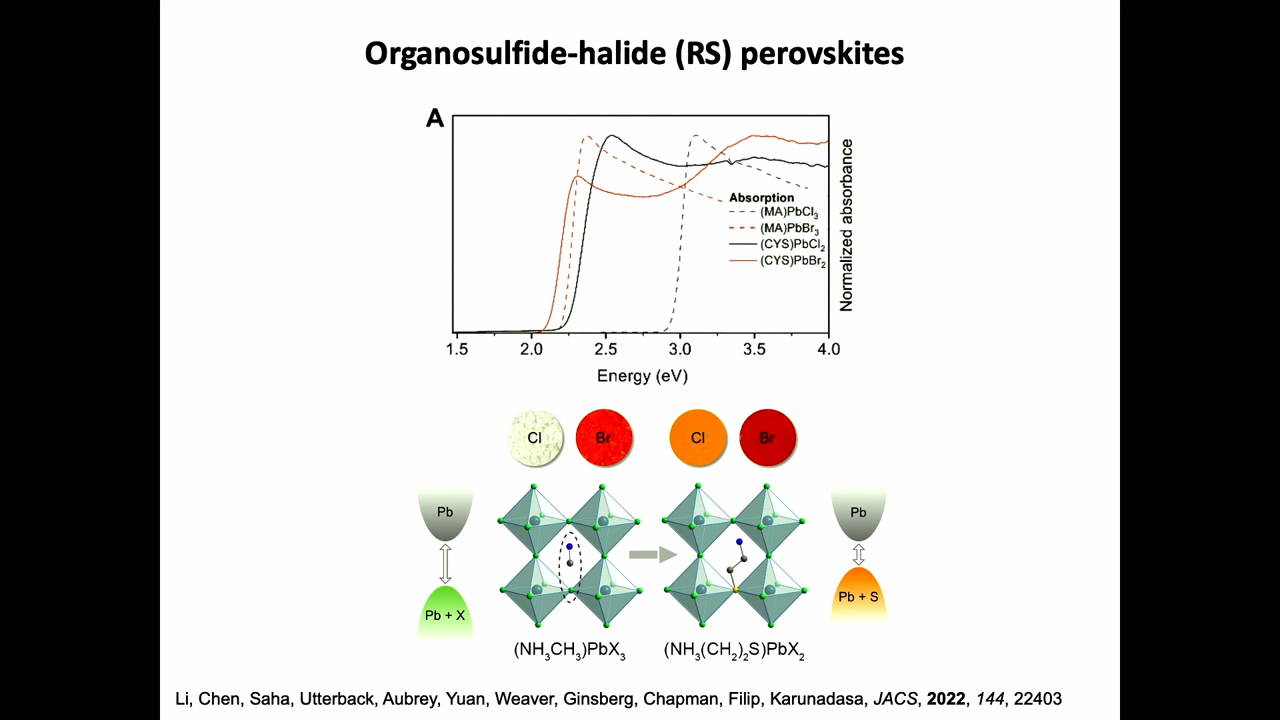 Organosulfide-halide (RS) perovskites
A
Normalized absorbance
Absorption
(MA)PbCl₃
(MA)PbBr₃
(CYS)PbCl₂
(CYS)PbBr₂
1.5 2.0 2.5 3.0 3.5 4.0
Energy (eV)
Cl Br Cl Br
Pb Pb
Pb + X Pb + S
(NH₃CH₃)PbX₃ (NH₃(CH₂)₂S)PbX₂
Li, Chen, Saha, Utterback, Aubrey, Yuan, Weaver, Ginsberg, Chapman, Filip, Karunadasa, JACS, 2022, 144, 22403